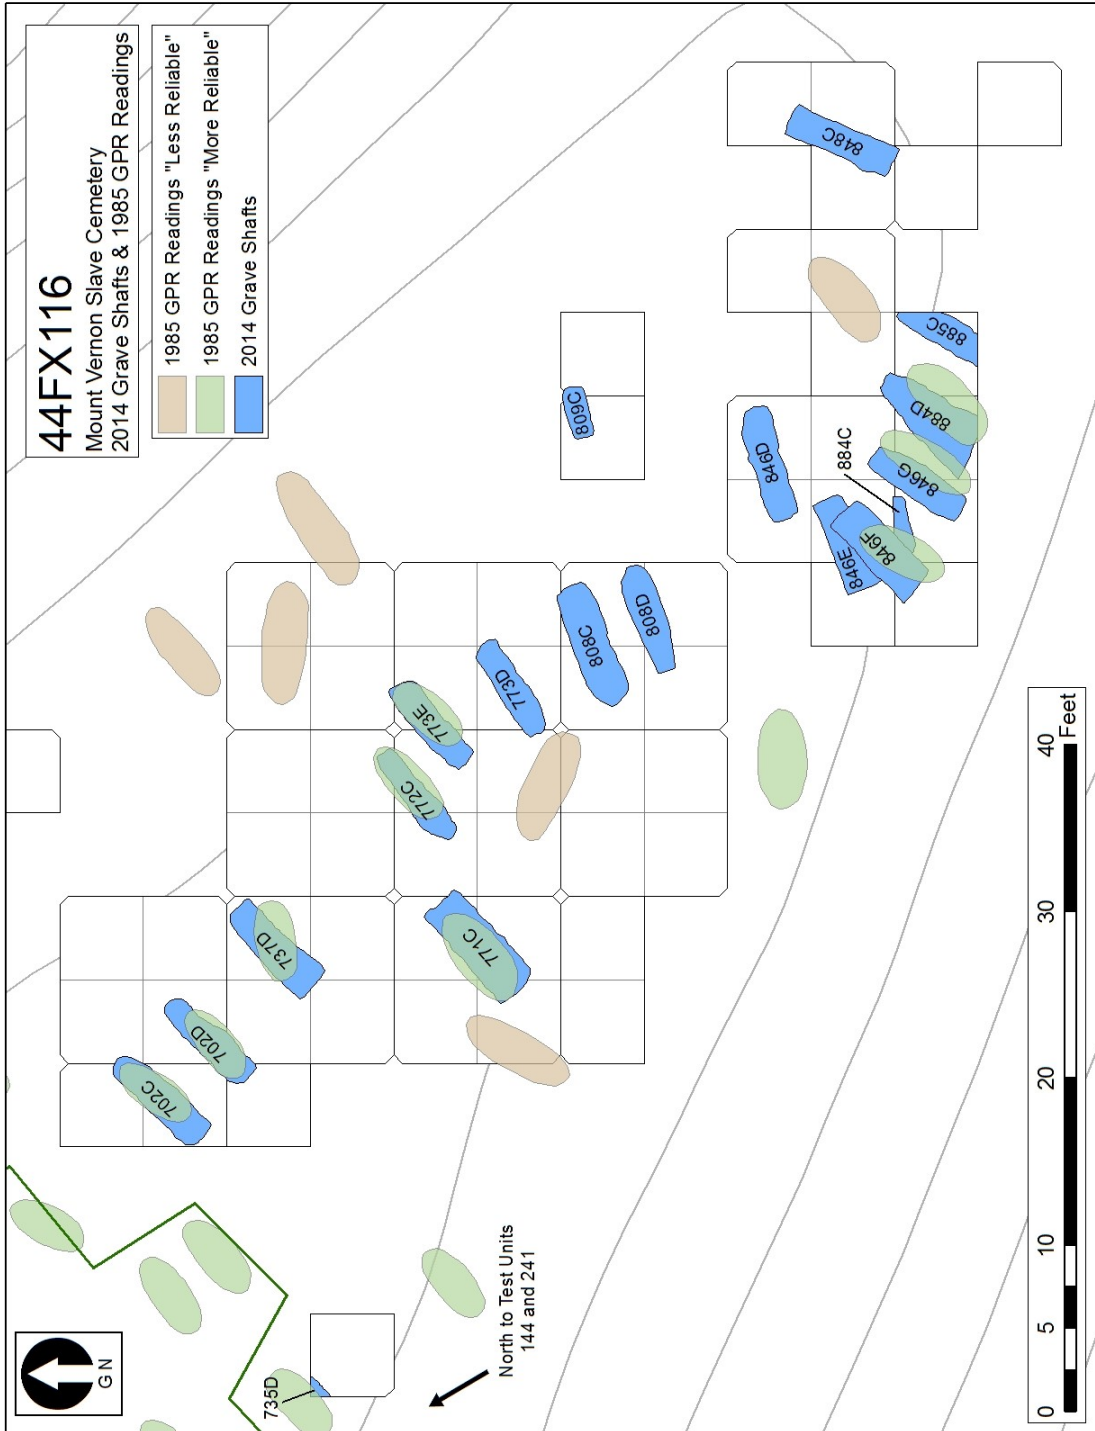 44FX116
Mount Vernon Slave Cemetery
2014 Grave Shafts & 1985 GPR Readings
1985 GPR Readings "Less Reliable"
1985 GPR Readings "More Reliable"
2014 Grave Shafts
GN
702C
702D
737D
735D
771C
772C
773E
773D
808C
808D
809C
846D
846E
846F
884C
846G
884D
885C
848C
North to Test Units
144 and 241
0 5 10 20 30 40
Feet